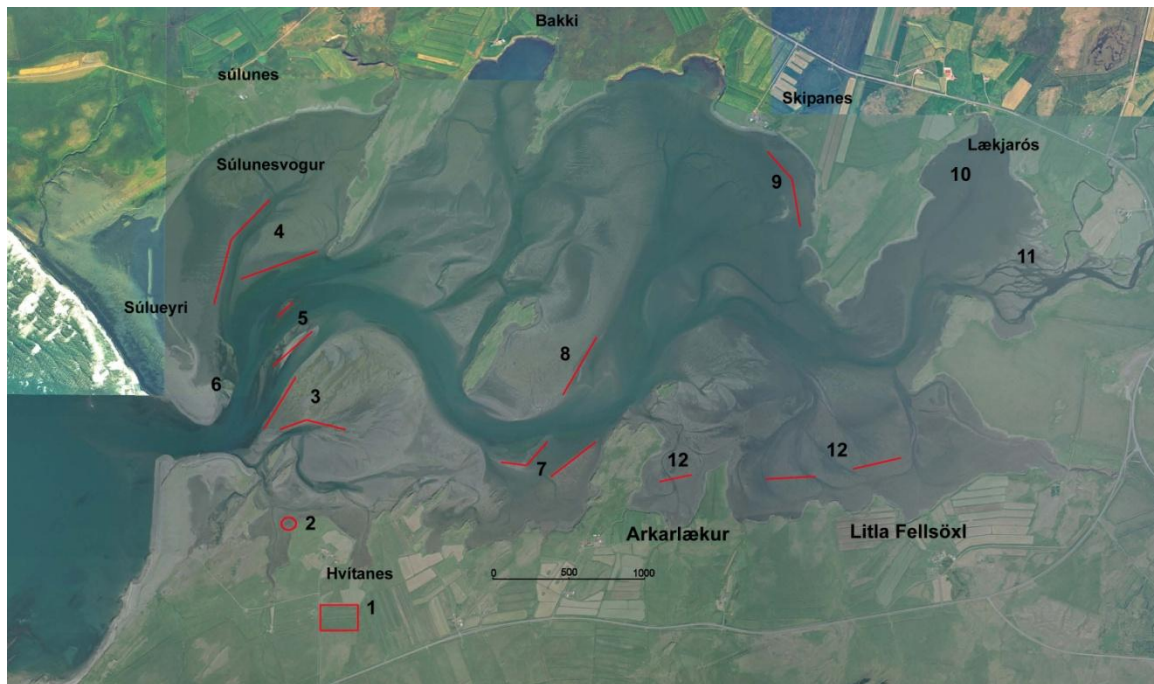 Bakki
súlunes
Skipanes
Lækjarós
Súlunesvogur
10
9
4
11
Súlueyri
5
8
6
3
7
12
12
2
Arkarlækur
Litla Fellsöxl
Hvítanes
0 500 1000
1